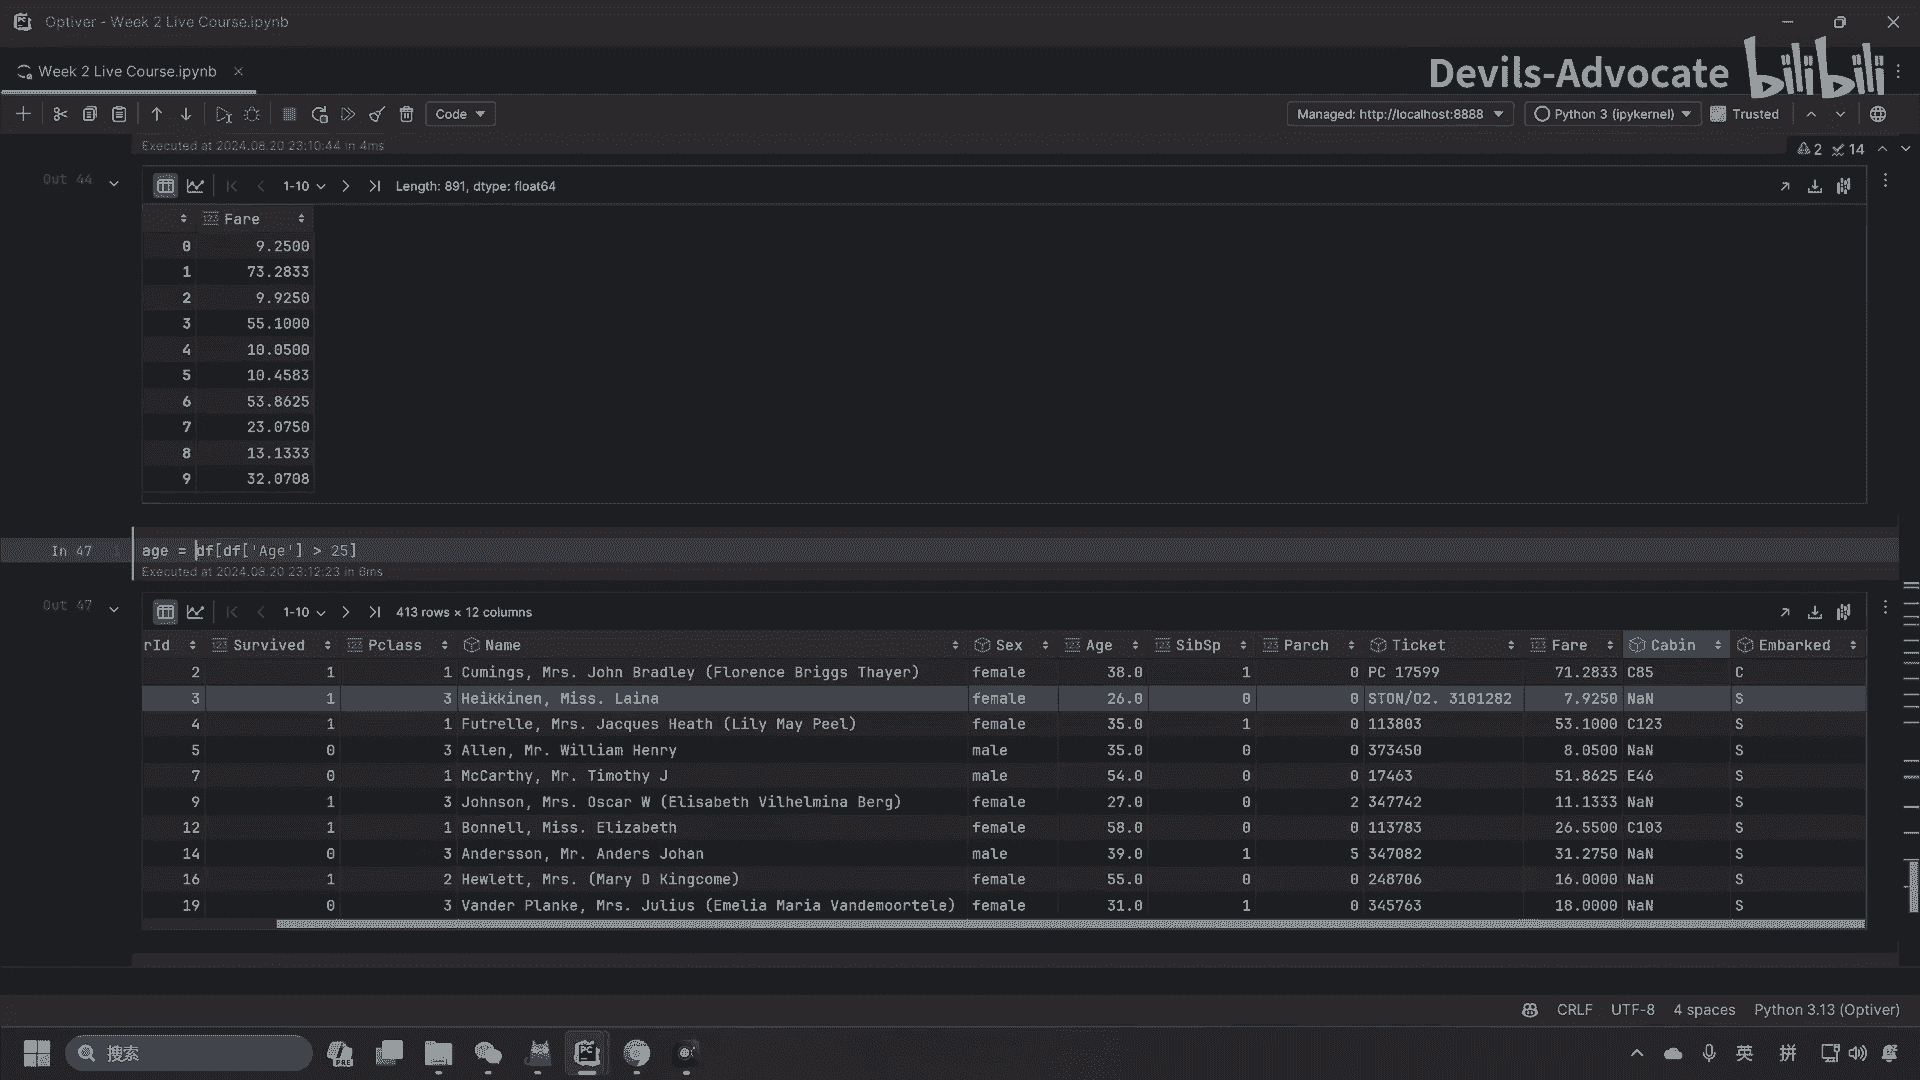 Optiver - Week 2 Live Course.ipynb
Week 2 Live Course.ipynb
Devils-Advocate bilibili
Code
Managed: http://localhost:8888
Python 3 (ipykernel)
Trusted
Executed at 2024.08.20 23:10:44 in 4ms
2 14
Out 44
1-10
Length: 891, dtype: float64
Fare
0 9.2500
1 73.2833
2 9.9250
3 55.1000
4 10.0500
5 10.4583
6 53.8625
7 23.0750
8 13.1333
9 32.0708
In 47 1 age = df[df['Age'] > 25]
Executed at 2024.08.20 23:12:23 in 6ms
Out 47
1-10
413 rows × 12 columns
rId Survived Pclass Name Sex Age SibSp Parch Ticket Fare Cabin Embarked
2 1 1 Cumings, Mrs. John Bradley (Florence Briggs Thayer) female 38.0 1 0 PC 17599 71.2833 C85 C
3 1 3 Heikkinen, Miss. Laina female 26.0 0 0 STON/O2. 3101282 7.9250 NaN S
4 1 1 Futrelle, Mrs. Jacques Heath (Lily May Peel) female 35.0 1 0 113803 53.1000 C123 S
5 0 3 Allen, Mr. William Henry male 35.0 0 0 373450 8.0500 NaN S
7 0 1 McCarthy, Mr. Timothy J male 54.0 0 0 17463 51.8625 E46 S
9 1 3 Johnson, Mrs. Oscar W (Elisabeth Vilhelmina Berg) female 27.0 0 2 347742 11.1333 NaN S
12 1 1 Bonnell, Miss. Elizabeth female 58.0 0 0 113783 26.5500 C103 S
14 0 3 Andersson, Mr. Anders Johan male 39.0 1 5 347082 31.2750 NaN S
16 1 2 Hewlett, Mrs. (Mary D Kingcome) female 55.0 0 0 248706 16.0000 NaN S
19 0 3 Vander Planke, Mrs. Julius (Emelia Maria Vandemoortele) female 31.0 1 0 345763 18.0000 NaN S
CRLF UTF-8 4 spaces Python 3.13 (Optiver)
搜索
PRE
PC
英
拼